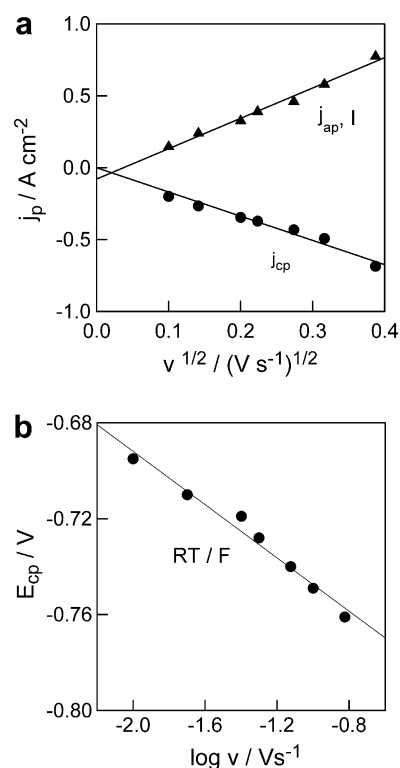 a
1.0
0.5
0.0
-0.5
-1.0
j_p / A cm⁻²
j_ap, I
j_cp
0.0 0.1 0.2 0.3 0.4
v ^1/2 / (V s⁻¹)^1/2
b
-0.68
-0.72
-0.76
-0.80
E_cp / V
RT / F
-2.0 -1.6 -1.2 -0.8
log v / Vs⁻¹